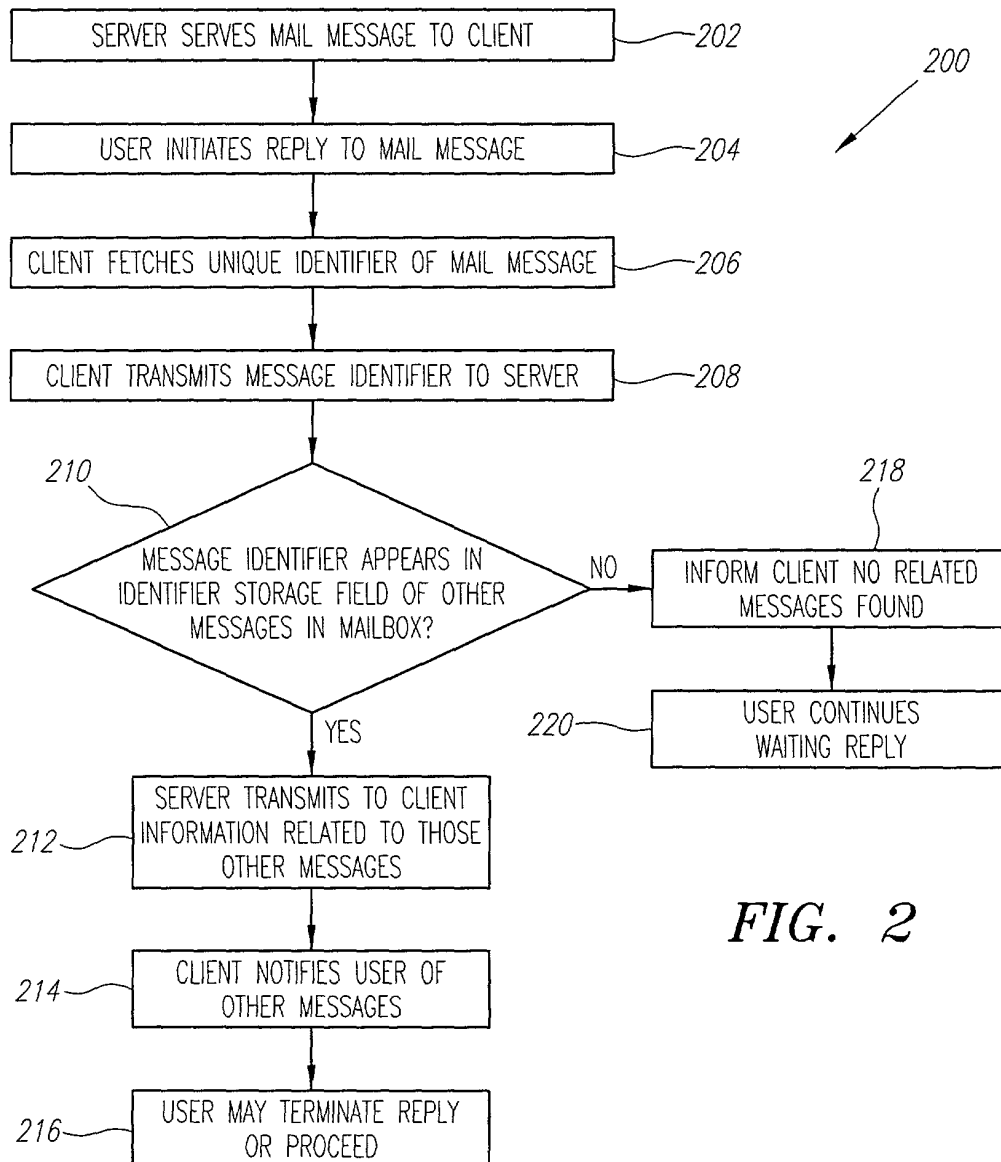 SERVER SERVES MAIL MESSAGE TO CLIENT
202
200
USER INITIATES REPLY TO MAIL MESSAGE
204
CLIENT FETCHES UNIQUE IDENTIFIER OF MAIL MESSAGE
206
CLIENT TRANSMITS MESSAGE IDENTIFIER TO SERVER
208
210
MESSAGE IDENTIFIER APPEARS IN
IDENTIFIER STORAGE FIELD OF OTHER
MESSAGES IN MAILBOX?
NO
218
INFORM CLIENT NO RELATED
MESSAGES FOUND
220
USER CONTINUES
WAITING REPLY
YES
212
SERVER TRANSMITS TO CLIENT
INFORMATION RELATED TO THOSE
OTHER MESSAGES
214
CLIENT NOTIFIES USER OF
OTHER MESSAGES
216
USER MAY TERMINATE REPLY
OR PROCEED
FIG. 2